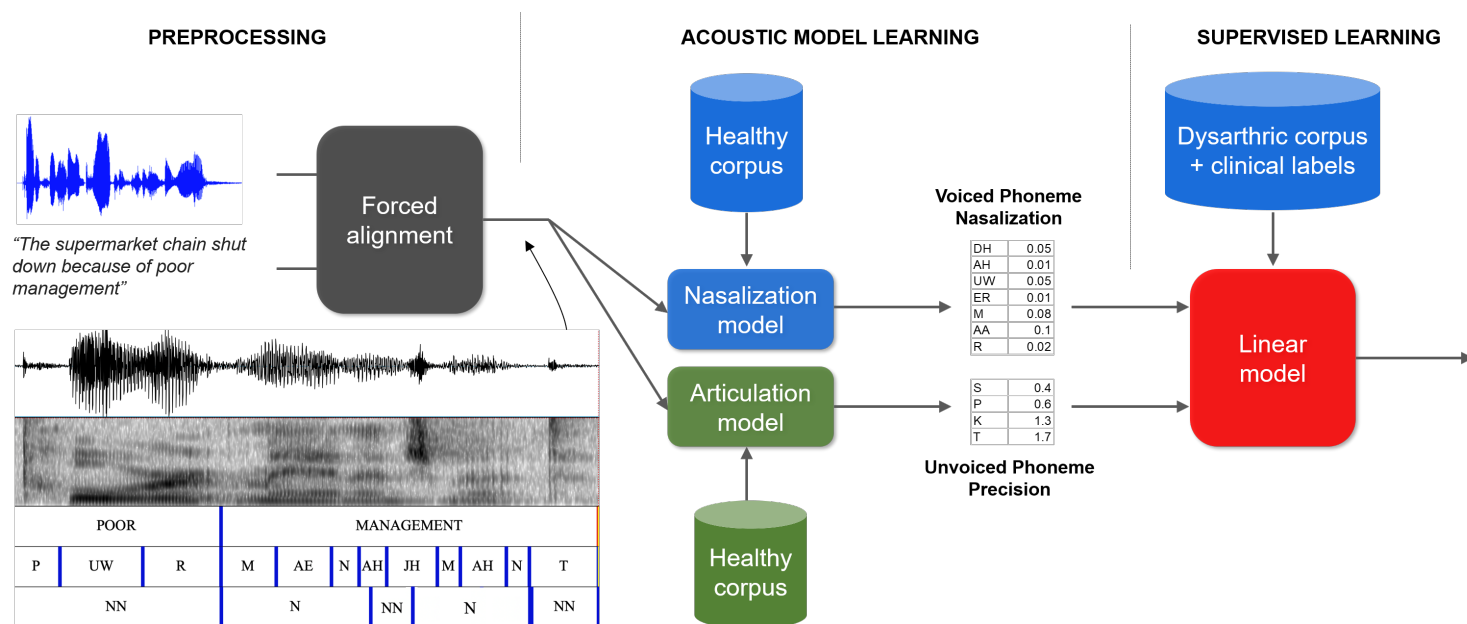 PREPROCESSING
ACOUSTIC MODEL LEARNING
SUPERVISED LEARNING
“The supermarket chain shut
down because of poor
management”
Forced
alignment
Healthy
corpus
Nasalization
model
Articulation
model
Healthy
corpus
Voiced Phoneme
Nasalization
DH 0.05
AH 0.01
UW 0.05
ER 0.01
M 0.08
AA 0.1
R 0.02
S 0.4
P 0.6
K 1.3
T 1.7
Unvoiced Phoneme
Precision
Dysarthric corpus
+ clinical labels
Linear
model
POOR MANAGEMENT
P UW R M AE N AH JH M AH N T
NN N NN N NN